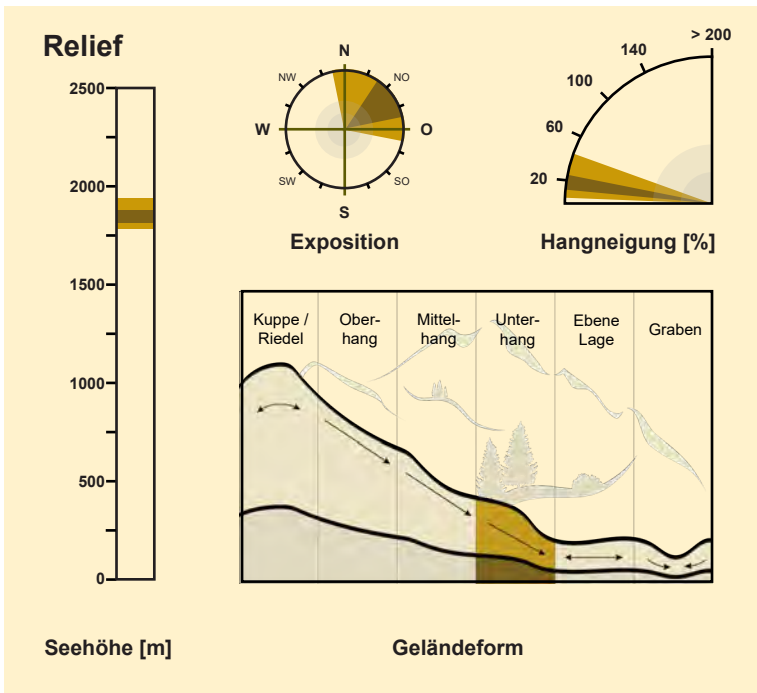 Relief
2500
2000
1500
1000
500
0
Seehöhe [m]
N
NW
NO
W
O
SW
SO
S
Exposition
> 200
140
100
60
20
Hangneigung [%]
Kuppe /
Riedel
Ober-
hang
Mittel-
hang
Unter-
hang
Ebene
Lage
Graben
Geländeform